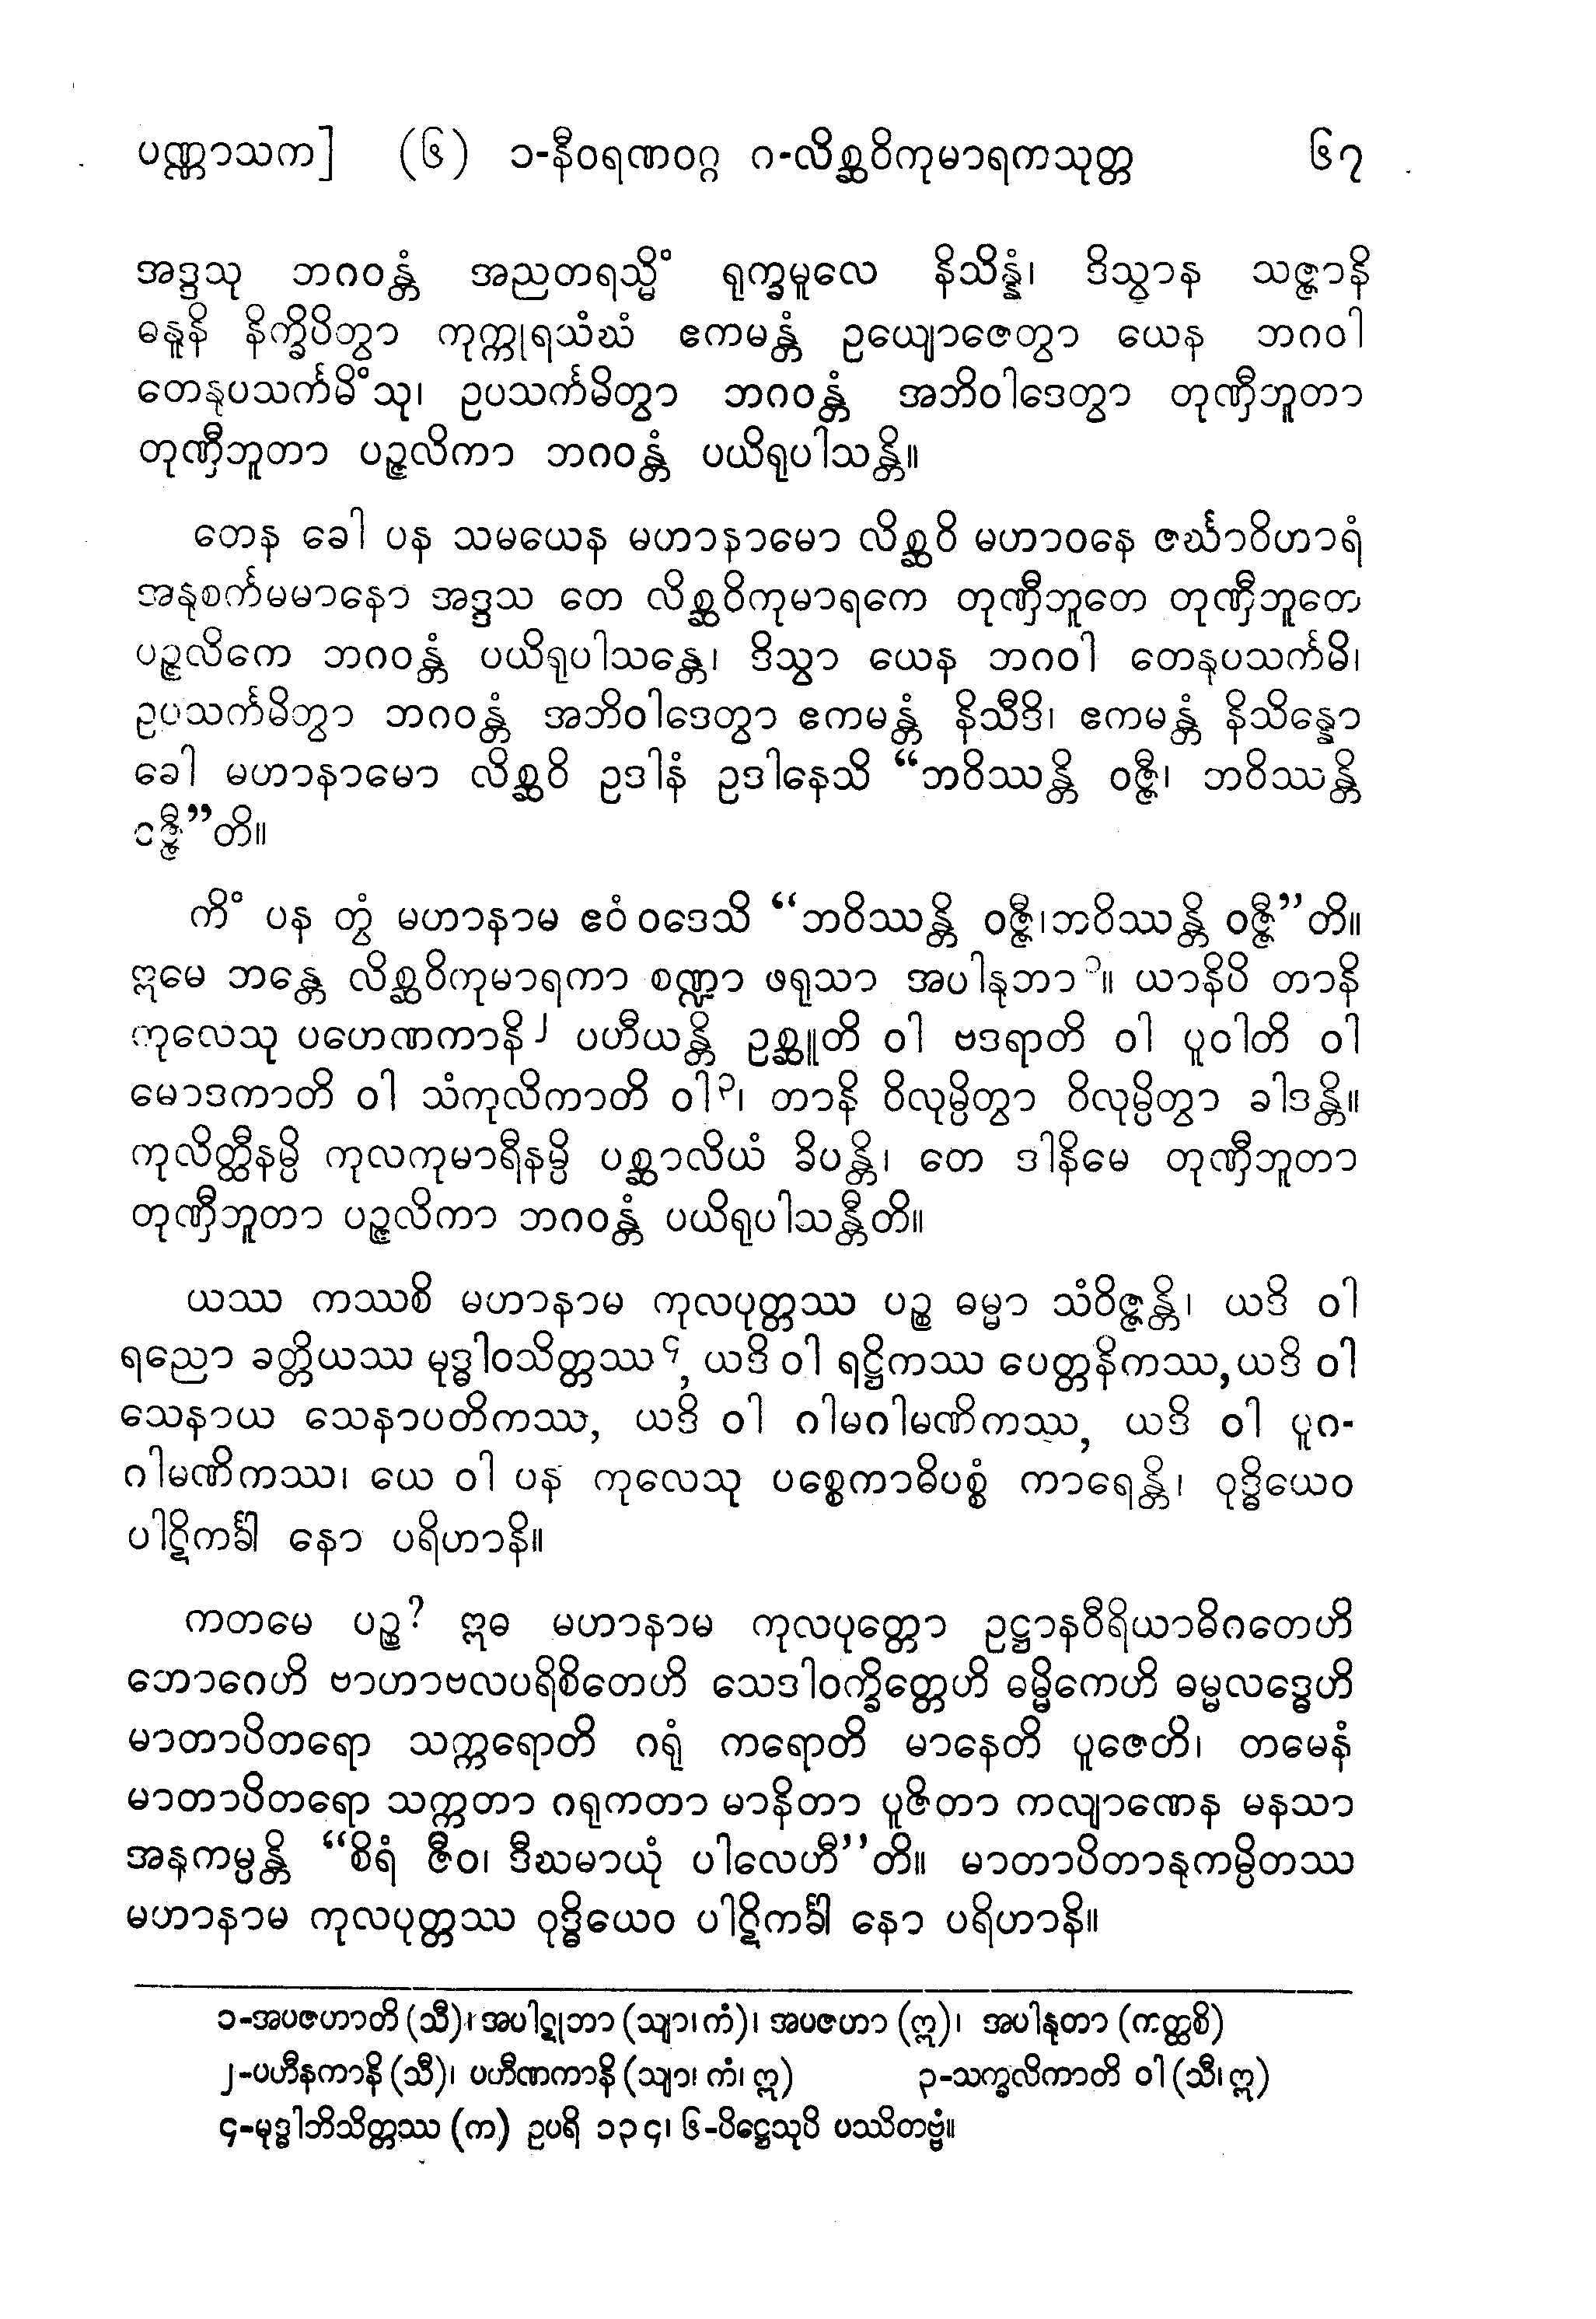 ပဏ္ဏာသက] (၆) ၁-နီဝရဏဝဂ္ဂ ဂ-လိစ္ဆဝိကုမာရကသုတ္တ ၆၇
အဒ္ဒသု ဘဂဝန္တံ အညတရသ္မိံ ရုက္ခမူလေ နိသိန္နံ၊ ဒိသွာန သဇ္ဇာနိ
ဓနူနိ နိက္ခိပိတွာ ကုက္ကုရသံဃံ ဧကမန္တံ ဥယျောဇေတွာ ယေန ဘဂဝါ
တေနုပသင်္ကမိံသု၊ ဥပသင်္ကမိတွာ ဘဂဝန္တံ အဘိဝါဒေတွာ တုဏှီဘူတာ
တုဏှီဘူတာ ပဉ္ဇလိကာ ဘဂဝန္တံ ပယိရုပါသန္တိ။
တေန ခေါ ပန သမယေန မဟာနာမော လိစ္ဆဝိ မဟာဝနေ ဇင်္ဃာဝိဟာရံ
အနုစင်္ကမမာနော အဒ္ဒသ တေ လိစ္ဆဝိကုမာရကေ တုဏှီဘူတေ တုဏှီဘူတေ
ပဉ္ဇလိကေ ဘဂဝန္တံ ပယိရုပါသန္တေ၊ ဒိသွာ ယေန ဘဂဝါ တေနုပသင်္ကမိ၊
ဥပသင်္ကမိတွာ ဘဂဝန္တံ အဘိဝါဒေတွာ ဧကမန္တံ နိသီဒိ၊ ဧကမန္တံ နိသိန္နော
ခေါ မဟာနာမော လိစ္ဆဝိ ဥဒါနံ ဥဒါနေသိ “ဘဝိဿန္တိ ဝဇ္ဇီ၊ ဘဝိဿန္တိ
ဝဇ္ဇီ”တိ။
ကိံ ပန တွံ မဟာနာမ ဧဝံ ဝဒေသိ “ဘဝိဿန္တိ ဝဇ္ဇီ၊ဘဝိဿန္တိ ဝဇ္ဇီ”တိ။
ဣမေ ဘန္တေ လိစ္ဆဝိကုမာရကာ စဏ္ဍာ ဖရုသာ အပါနုဘာ၁။ ယာနိပိ တာနိ
ကုလေသု ပဟေဏကာနိ၂ ပဟီယန္တိ ဥစ္ဆူတိ ဝါ ဗဒရာတိ ဝါ ပူဝါတိ ဝါ
မောဒကာတိ ဝါ သံကုလိကာတိ ဝါ၃၊ တာနိ ဝိလုမ္ပိတွာ ဝိလုမ္ပိတွာ ခါဒန္တိ။
ကုလိတ္ထီနမ္ပိ ကုလကုမာရီနမ္ပိ ပစ္ဆာလိယံ ခိပန္တိ၊ တေ ဒါနိမေ တုဏှီဘူတာ
တုဏှီဘူတာ ပဉ္ဇလိကာ ဘဂဝန္တံ ပယိရုပါသန္တီတိ။
ယဿ ကဿစိ မဟာနာမ ကုလပုတ္တဿ ပဉ္စ ဓမ္မာ သံဝိဇ္ဇန္တိ၊ ယဒိ ဝါ
ရညော ခတ္တိယဿ မုဒ္ဓါဝသိတ္တဿ၄, ယဒိ ဝါ ရဋ္ဌိကဿ ပေတ္တနိကဿ, ယဒိ ဝါ
သေနာယ သေနာပတိကဿ, ယဒိ ဝါ ဂါမဂါမဏိကဿ, ယဒိ ဝါ ပူဂ-
ဂါမဏိကဿ၊ ယေ ဝါ ပန ကုလေသု ပစ္စေကာဓိပစ္စံ ကာရေန္တိ၊ ဝုဒ္ဓိယေဝ
ပါဋိကင်္ခါ နော ပရိဟာနိ။
ကတမေ ပဉ္စ? ဣဓ မဟာနာမ ကုလပုတ္တော ဥဋ္ဌာနဝီရိယာဓိဂတေဟိ
ဘောဂေဟိ ဗာဟာဗလပရိစိတေဟိ သေဒါဝက္ခိတ္တေဟိ ဓမ္မိကေဟိ ဓမ္မလဒ္ဓေဟိ
မာတာပိတရော သက္ကရောတိ ဂရုံ ကရောတိ မာနေတိ ပူဇေတိ၊ တမေနံ
မာတာပိတရော သက္ကတာ ဂရုကတာ မာနိတာ ပူဇိတာ ကလျာဏေန မနသာ
အနုကမ္ပန္တိ “စိရံ ဇီဝ၊ ဒီဃမာယုံ ပါလေဟီ”တိ။ မာတာပိတာနုကမ္ပိတဿ
မဟာနာမ ကုလပုတ္တဿ ဝုဒ္ဓိယေဝ ပါဋိကင်္ခါ နော ပရိဟာနိ။
၁-အပဇဟာတိ (သီ)၊ အပါဋုဘာ (သျာ၊ ကံ)၊ အပဇဟာ (ဣ)၊ အပါနုတာ (ကတ္ထစိ)
၂-ပဟီနကာနိ (သီ)၊ ပဟီဏကာနိ (သျာ၊ ကံ၊ ဣ) ၃-သက္ခလိကာတိ ဝါ (သီ၊ ဣ)
၄-မုဒ္ဓါဘိသိတ္တဿ (က) ဥပရိ ၁၃၄၊ ၆-ပိဋ္ဌေသုပိ ပဿိတဗ္ဗံ။